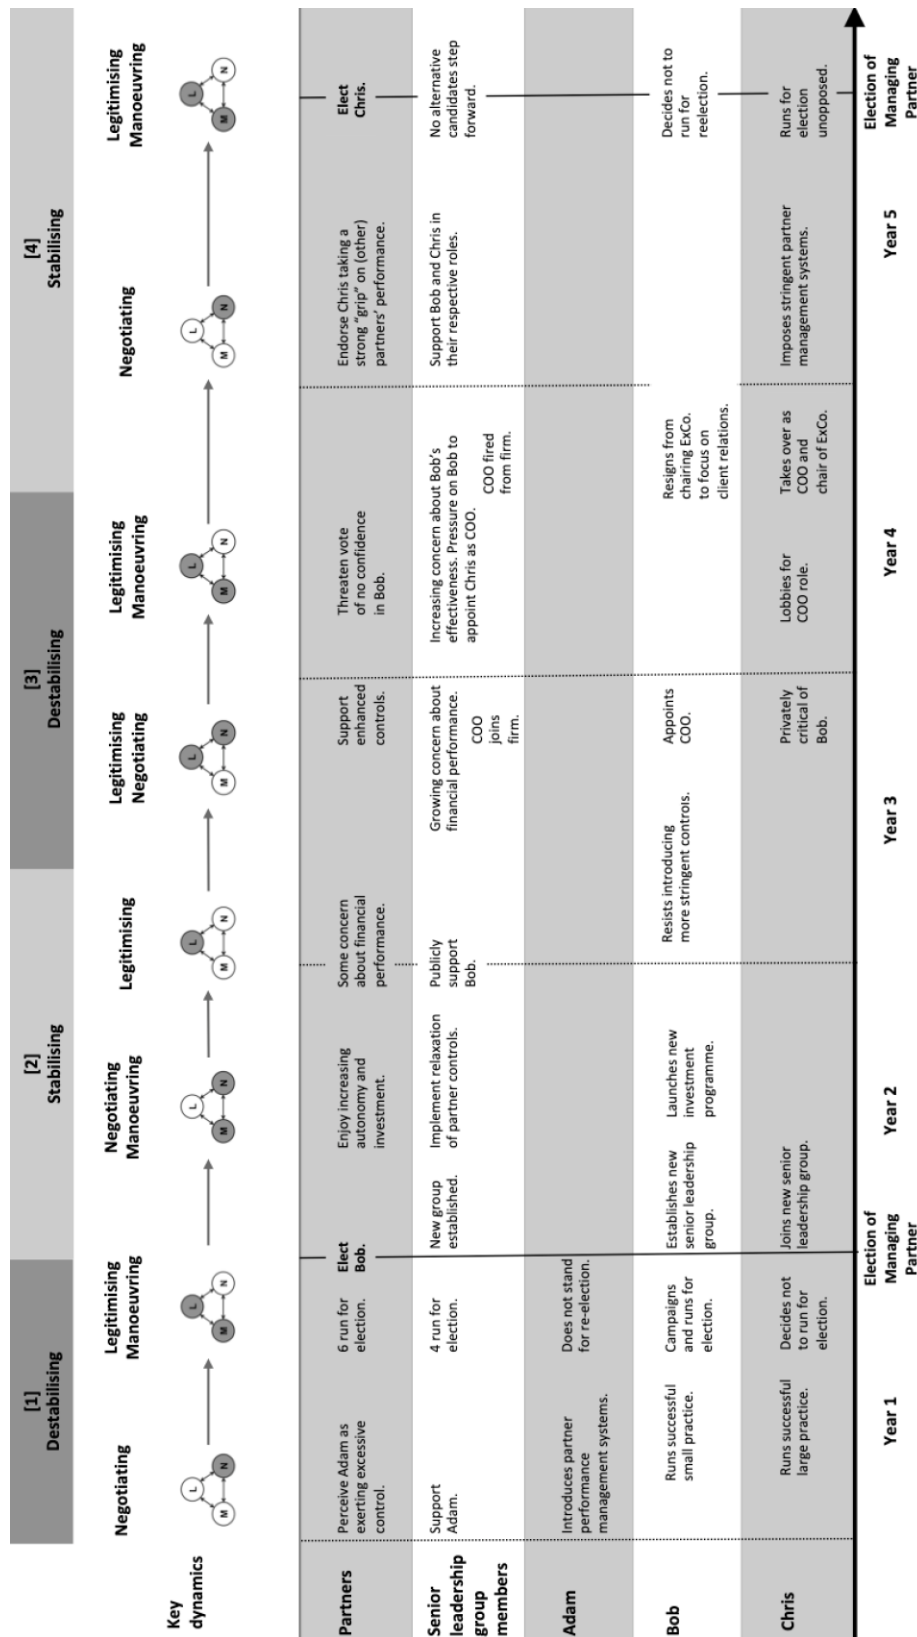 [1]
Destabilising
[2]
Stabilising
[3]
Destabilising
[4]
Stabilising
Key
dynamics
Negotiating
Legitimising
Manoeuvring
Negotiating
Manoeuvring
Legitimising
Legitimising
Negotiating
Legitimising
Manoeuvring
Negotiating
Legitimising
Manoeuvring
L
M
N
L
M
N
L
M
N
L
M
N
L
M
N
L
M
N
L
M
N
L
M
N
Partners
Perceive Adam as
exerting excessive
control.
6 run for
election.
Elect
Bob.
Enjoy increasing
autonomy and
investment.
Some concern
about financial
performance.
Support
enhanced
controls.
Threaten vote
of no confidence
in Bob.
Endorse Chris taking a
strong “grip” on (other)
partners’ performance.
Elect
Chris.
Senior
leadership
group
members
Support
Adam.
4 run for
election.
New group
established.
Implement relaxation
of partner controls.
Publicly
support
Bob.
Growing concern about
financial performance.
COO
joins
firm.
Increasing concern about Bob’s
effectiveness. Pressure on Bob to
appoint Chris as COO.
COO fired
from firm.
Support Bob and Chris in
their respective roles.
No alternative
candidates step
forward.
Adam
Introduces partner
performance
management systems.
Does not stand
for re-election.
Bob
Runs successful
small practice.
Campaigns
and runs for
election.
Establishes new
senior leadership
group.
Launches new
investment
programme.
Resists introducing
more stringent controls.
Appoints
COO.
Resigns from
chairing ExCo.
to focus on
client relations.
Decides not to
run for
reelection.
Chris
Runs successful
large practice.
Decides not
to run for
election.
Joins new senior
leadership group.
Privately
critical of
Bob.
Lobbies for
COO role.
Takes over as
COO and
chair of ExCo.
Imposes stringent partner
management systems.
Runs for
election
unopposed.
Year 1
Election of
Managing
Partner
Year 2
Year 3
Year 4
Year 5
Election of
Managing
Partner